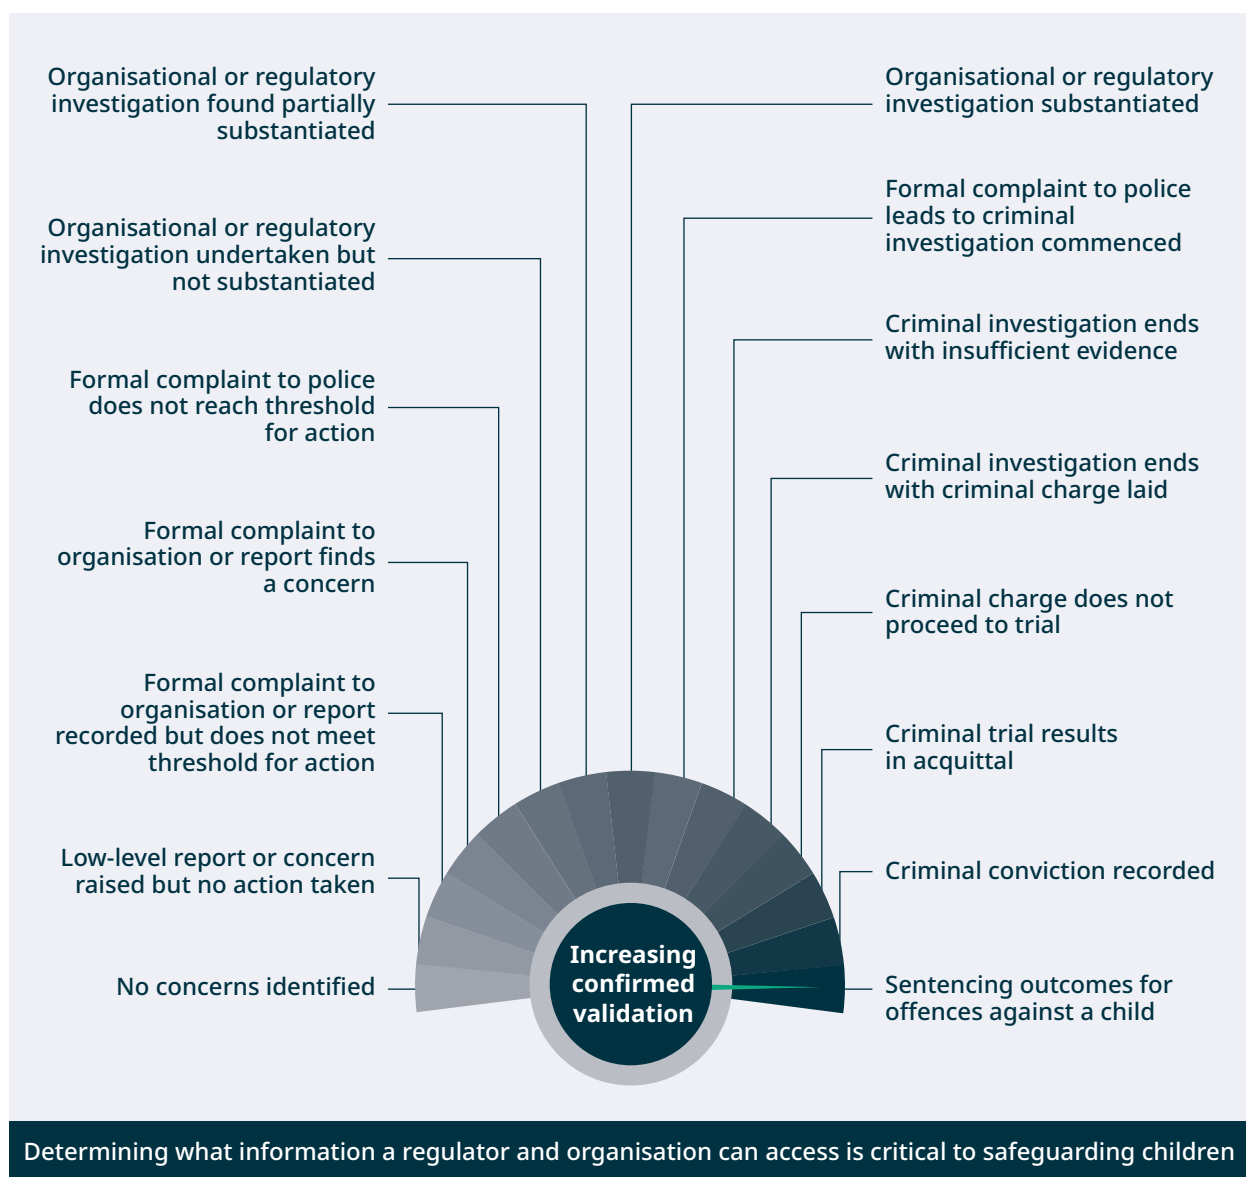 Organisational or regulatory
investigation found partially
substantiated
Organisational or regulatory
investigation undertaken but
not substantiated
Formal complaint to police
does not reach threshold
for action
Formal complaint to
organisation or report finds
a concern
Formal complaint to
organisation or report
recorded but does not meet
threshold for action
Low-level report or concern
raised but no action taken
No concerns identified
Organisational or regulatory
investigation substantiated
Formal complaint to police
leads to criminal
investigation commenced
Criminal investigation ends
with insufficient evidence
Criminal investigation ends
with criminal charge laid
Criminal charge does not
proceed to trial
Criminal trial results
in acquittal
Criminal conviction recorded
Sentencing outcomes for
offences against a child
Increasing
confirmed
validation
Determining what information a regulator and organisation can access is critical to safeguarding children